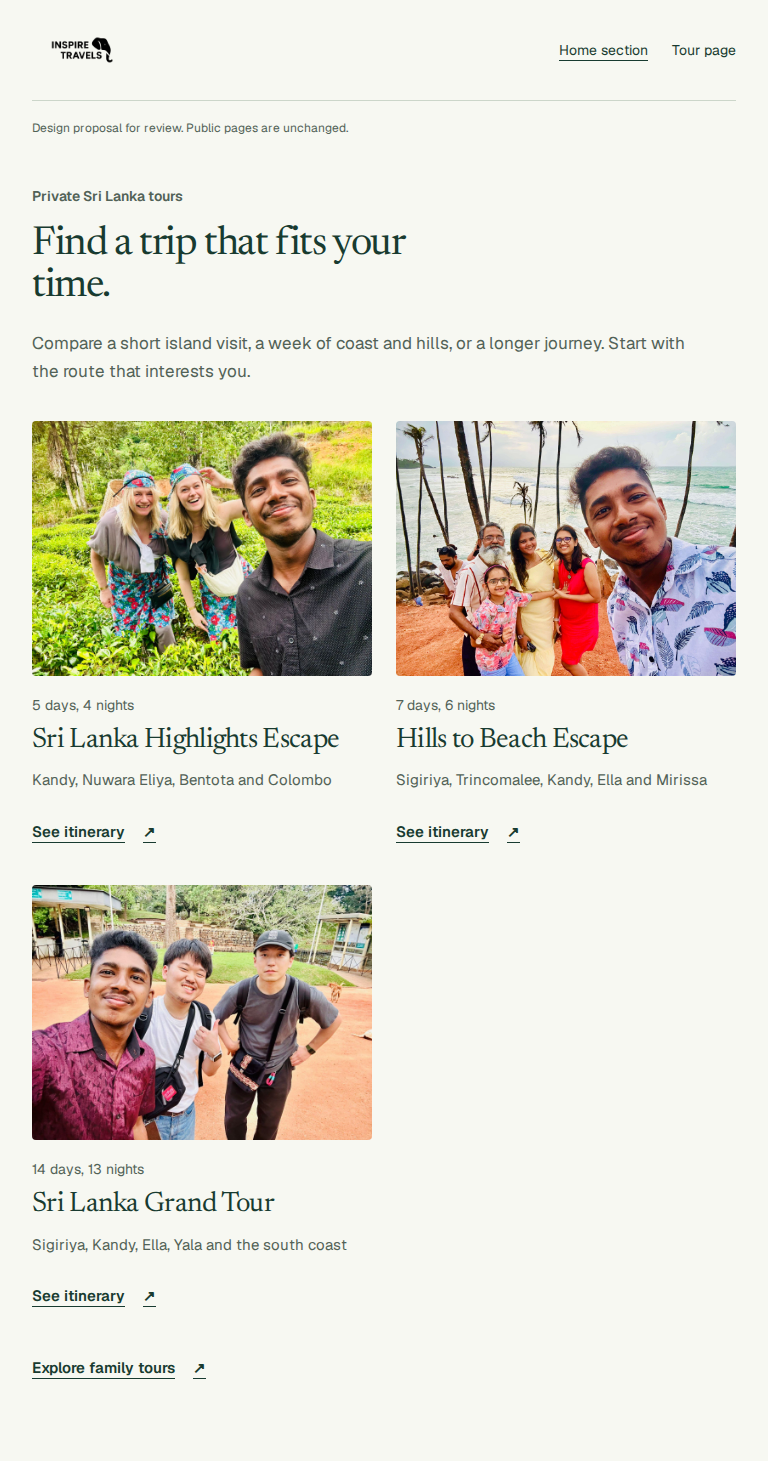 INSPIRE
TRAVELS
Home section
Tour page
Design proposal for review. Public pages are unchanged.
Private Sri Lanka tours
Find a trip that fits your
time.
Compare a short island visit, a week of coast and hills, or a longer journey. Start with
the route that interests you.
5 days, 4 nights
Sri Lanka Highlights Escape
Kandy, Nuwara Eliya, Bentota and Colombo
See itinerary ↗
7 days, 6 nights
Hills to Beach Escape
Sigiriya, Trincomalee, Kandy, Ella and Mirissa
See itinerary ↗
14 days, 13 nights
Sri Lanka Grand Tour
Sigiriya, Kandy, Ella, Yala and the south coast
See itinerary ↗
Explore family tours ↗